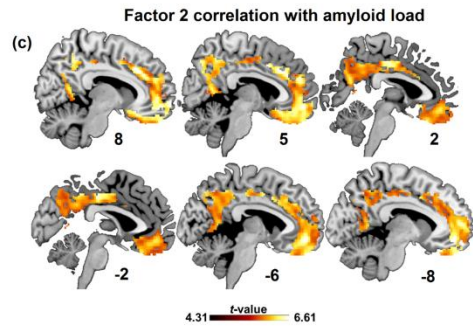 Factor 2 correlation with amyloid load
(c)
8
5
2
-2
-6
-8
t-value
4.31
6.61